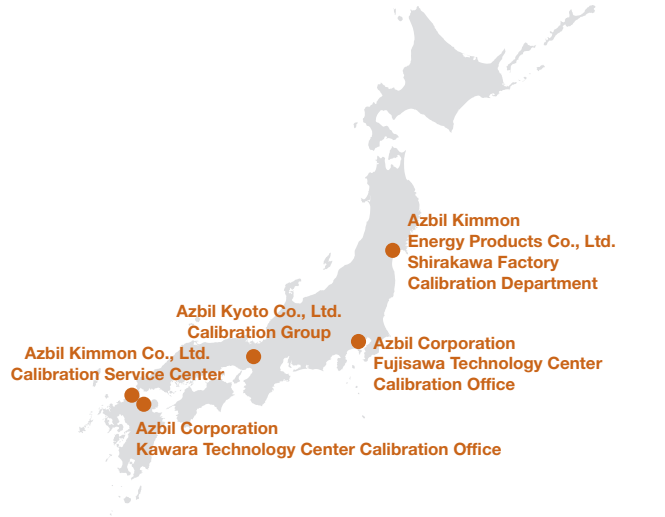 Azbil Kimmon
Energy Products Co., Ltd.
Shirakawa Factory
Calibration Department
Azbil Kyoto Co., Ltd.
Calibration Group
Azbil Corporation
Fujisawa Technology Center
Calibration Office
Azbil Kimmon Co., Ltd.
Calibration Service Center
Azbil Corporation
Kawara Technology Center Calibration Office